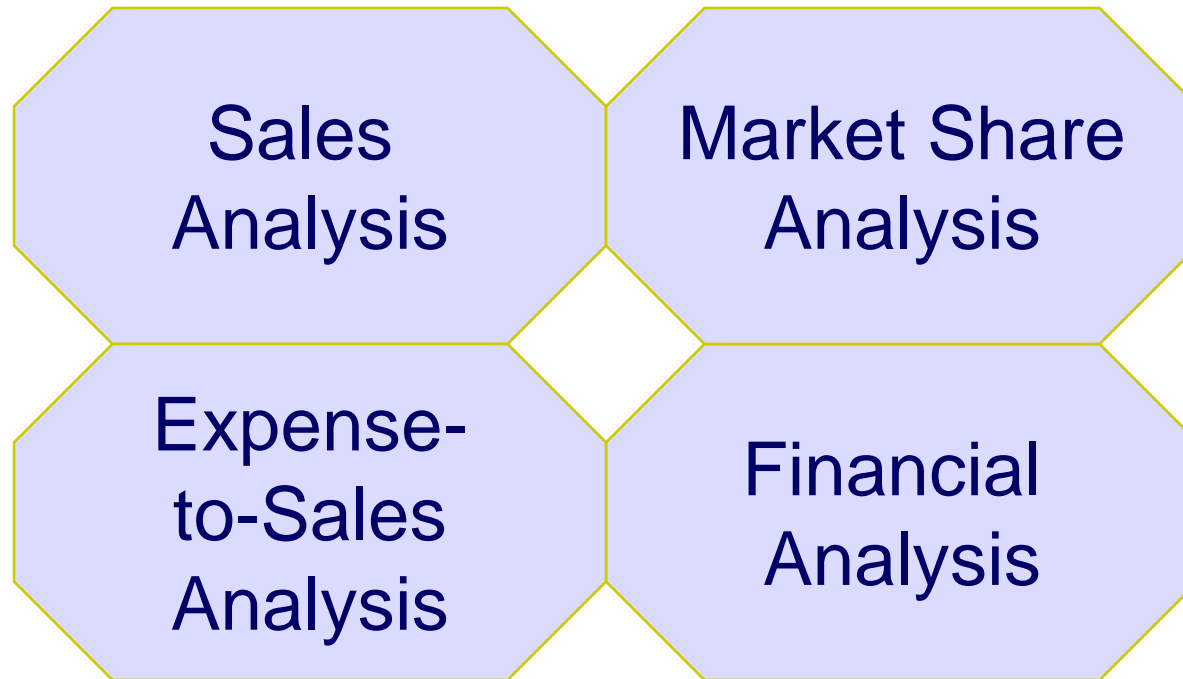 Sales
Analysis
Market Share
Analysis
Expense-
to-Sales
Analysis
Financial
Analysis